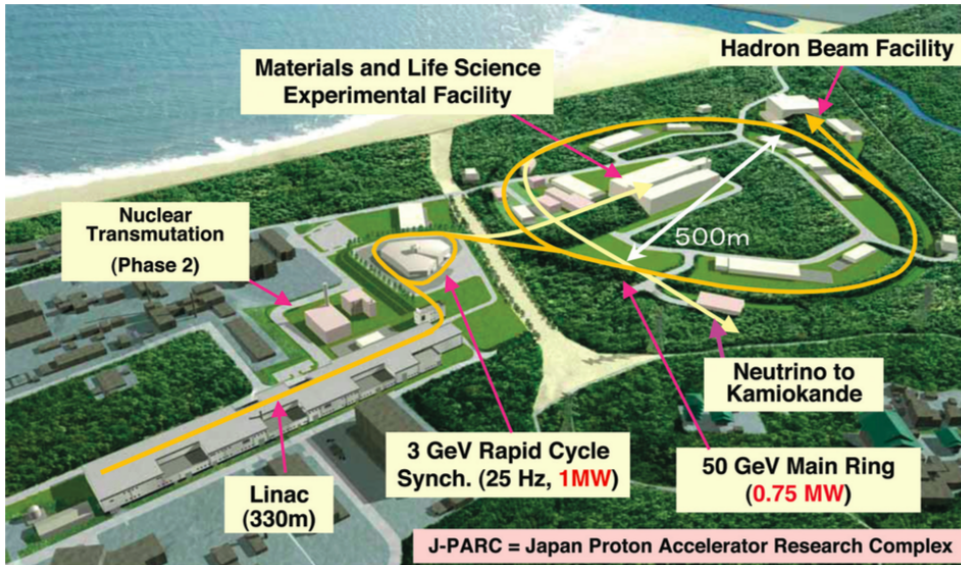 Hadron Beam Facility
Materials and Life Science
Experimental Facility
Nuclear
Transmutation
(Phase 2)
500m
Neutrino to
Kamiokande
3 GeV Rapid Cycle
Synch. (25 Hz, 1MW)
50 GeV Main Ring
(0.75 MW)
Linac
(330m)
J-PARC = Japan Proton Accelerator Research Complex